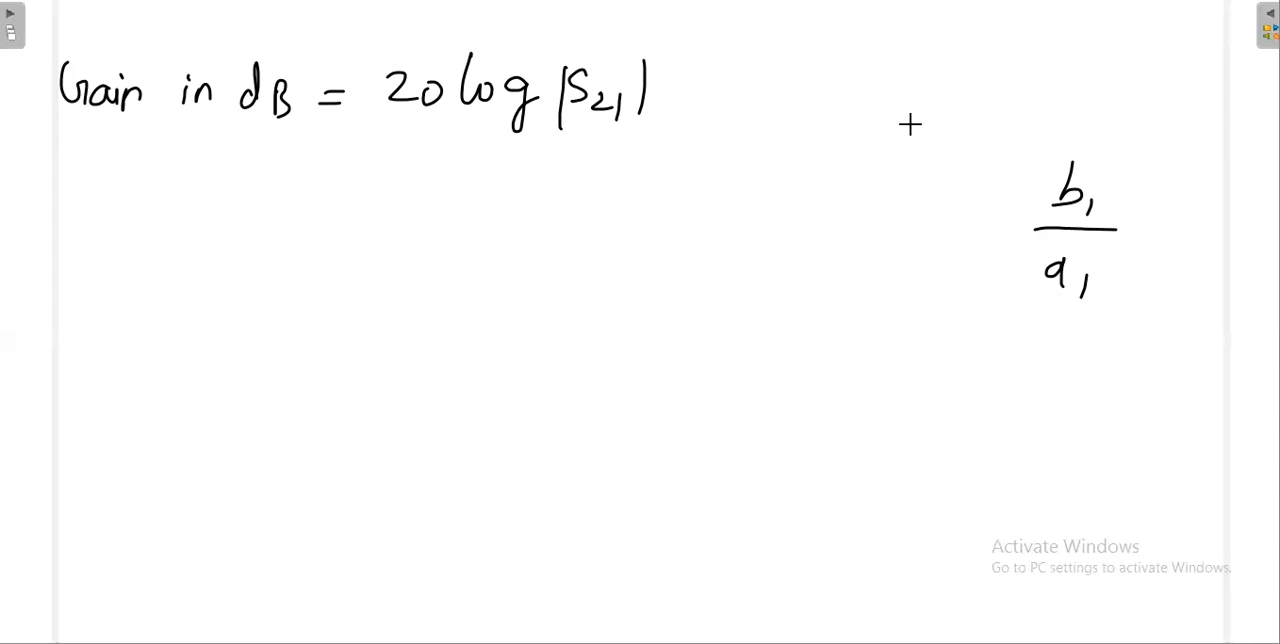 Gain in dB = 20 log |S21|
b1
a1
Activate Windows
Go to PC settings to activate Windows.